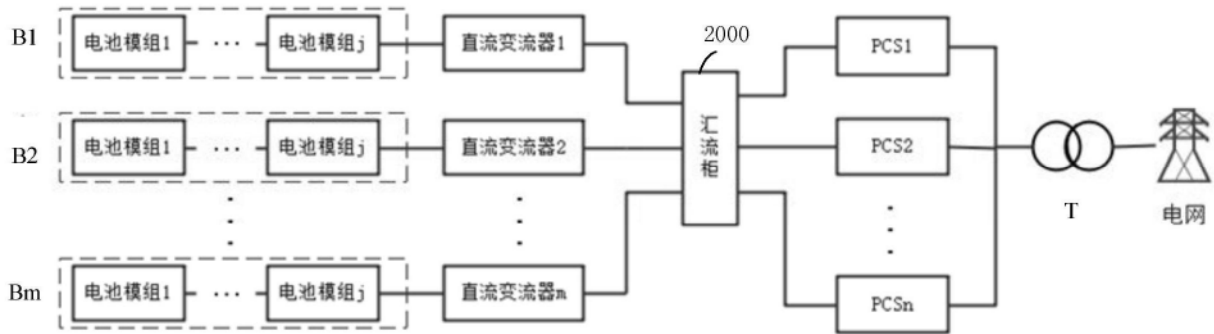 B1 电池模组1 ··· 电池模组j 直流变流器1 2000 PCS1
B2 电池模组1 ··· 电池模组j 直流变流器2 汇流柜 PCS2
T 电网
Bm 电池模组1 ··· 电池模组j 直流变流器m PCSn